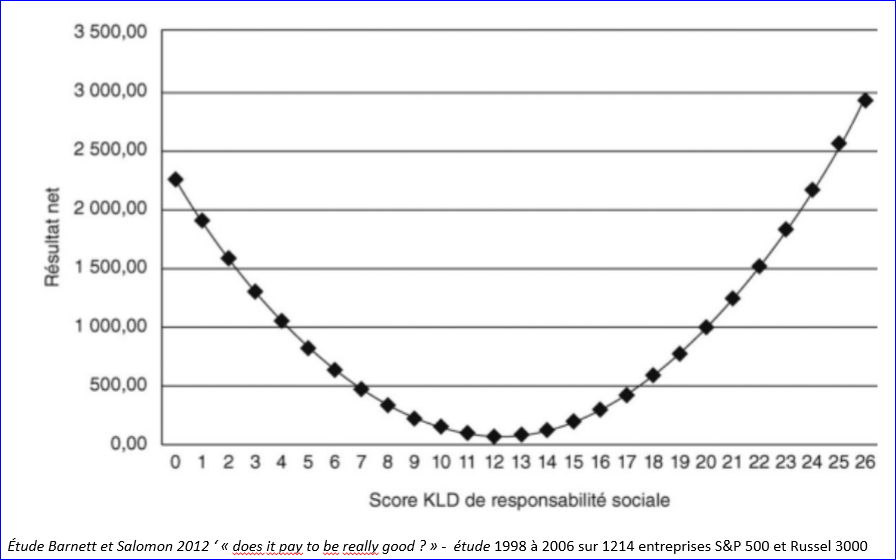 3 500,00
3 000,00
2 500,00
2 000,00
1 500,00
1 000,00
500,00
0,00
Résultat net
0 1 2 3 4 5 6 7 8 9 10 11 12 13 14 15 16 17 18 19 20 21 22 23 24 25 26
Score KLD de responsabilité sociale
Étude Barnett et Salomon 2012 ‘ « does it pay to be really good ? » - étude 1998 à 2006 sur 1214 entreprises S&P 500 et Russel 3000